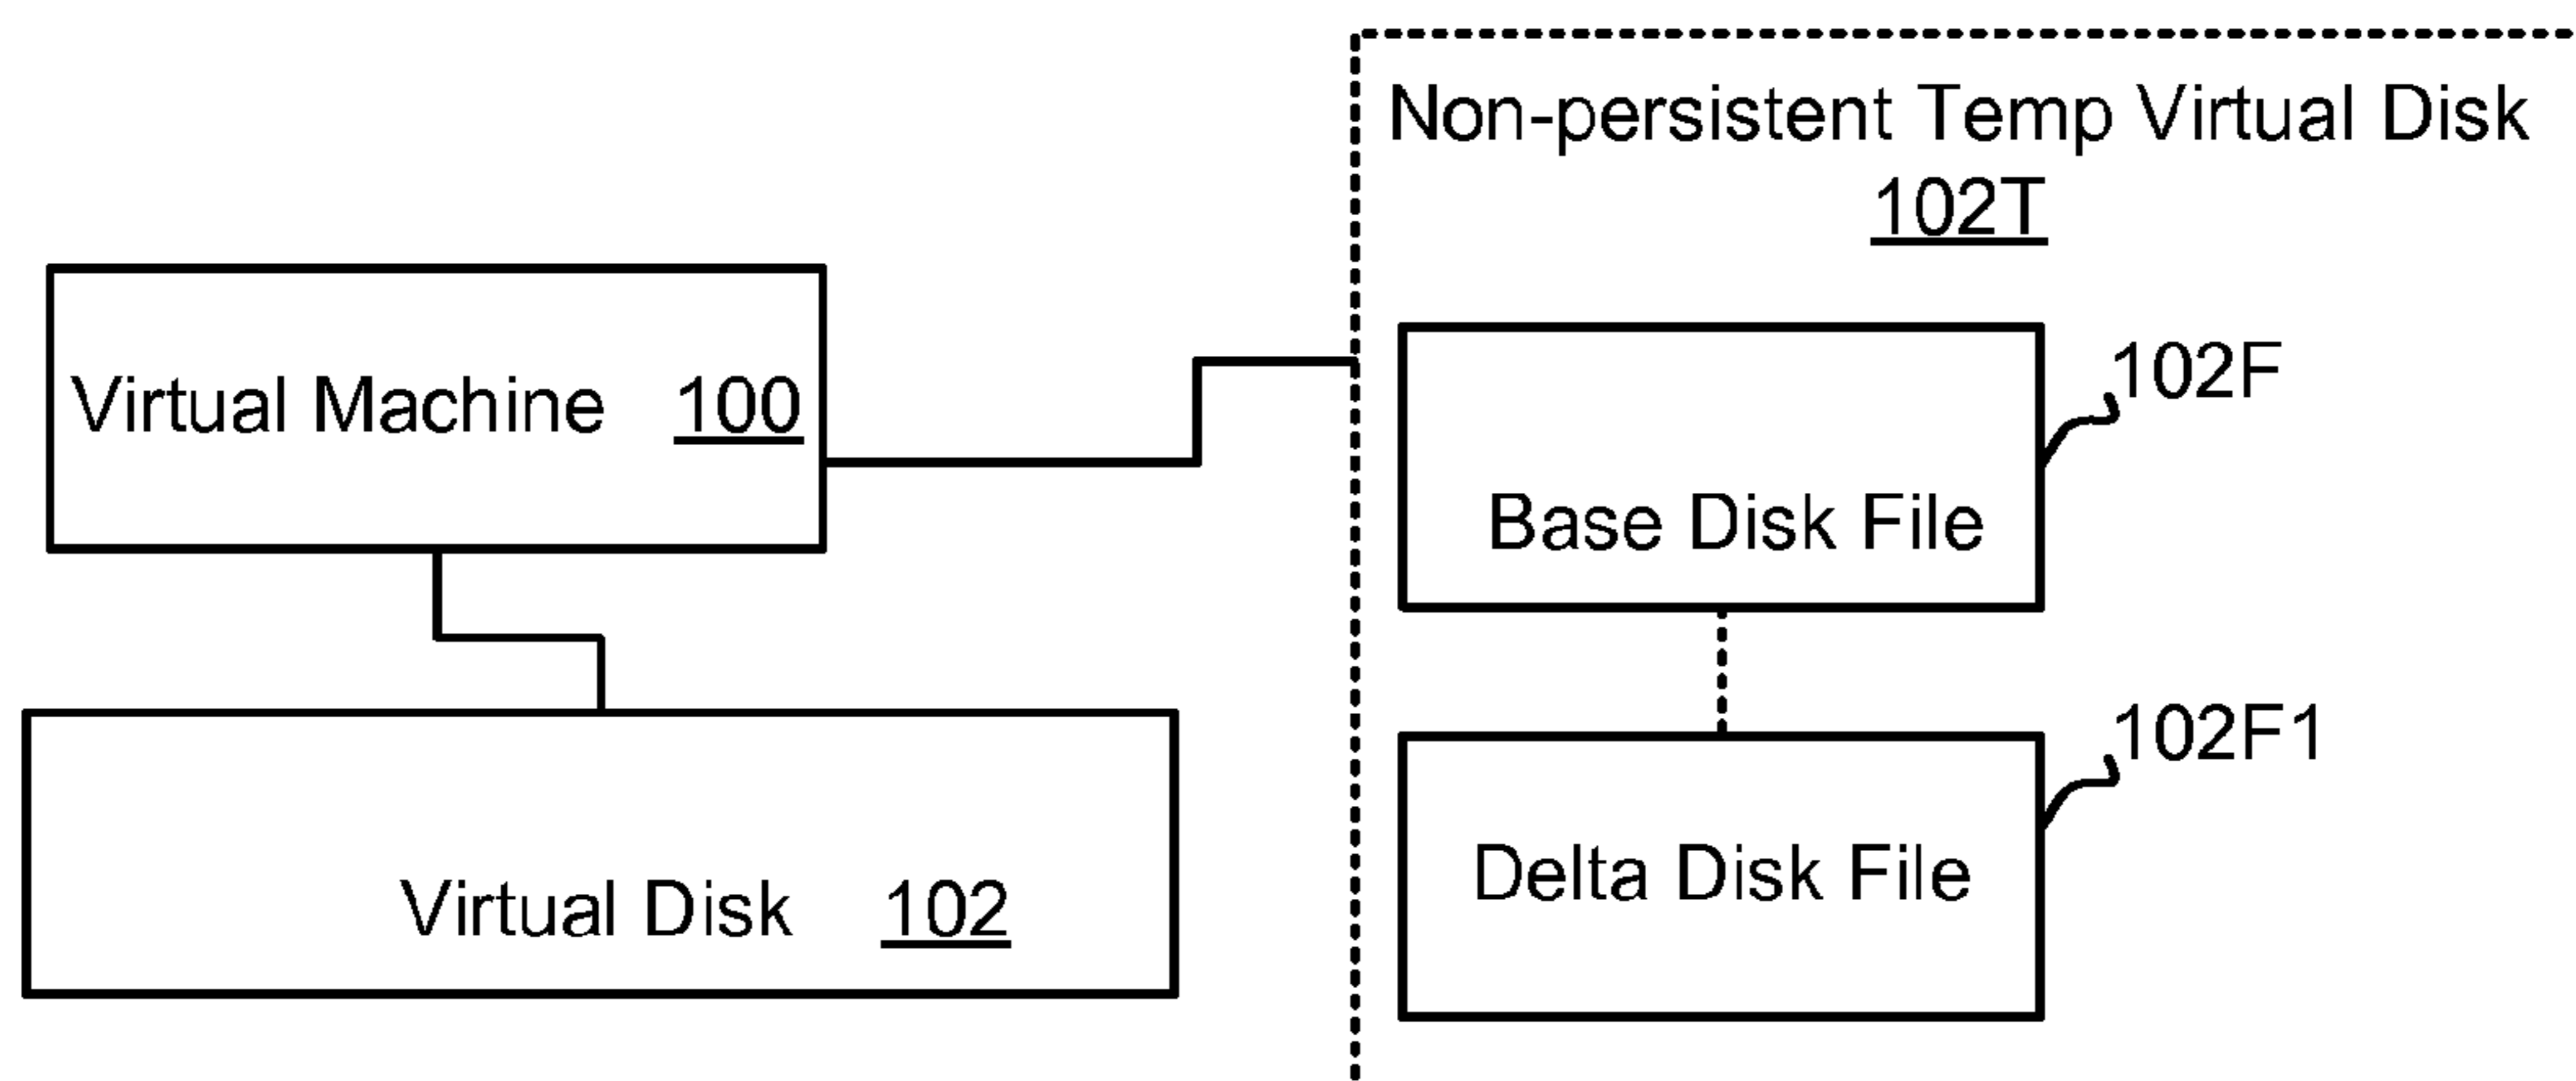 Non-persistent Temp Virtual Disk
102T
Virtual Machine 100
102F
Base Disk File
102F1
Delta Disk File
Virtual Disk 102